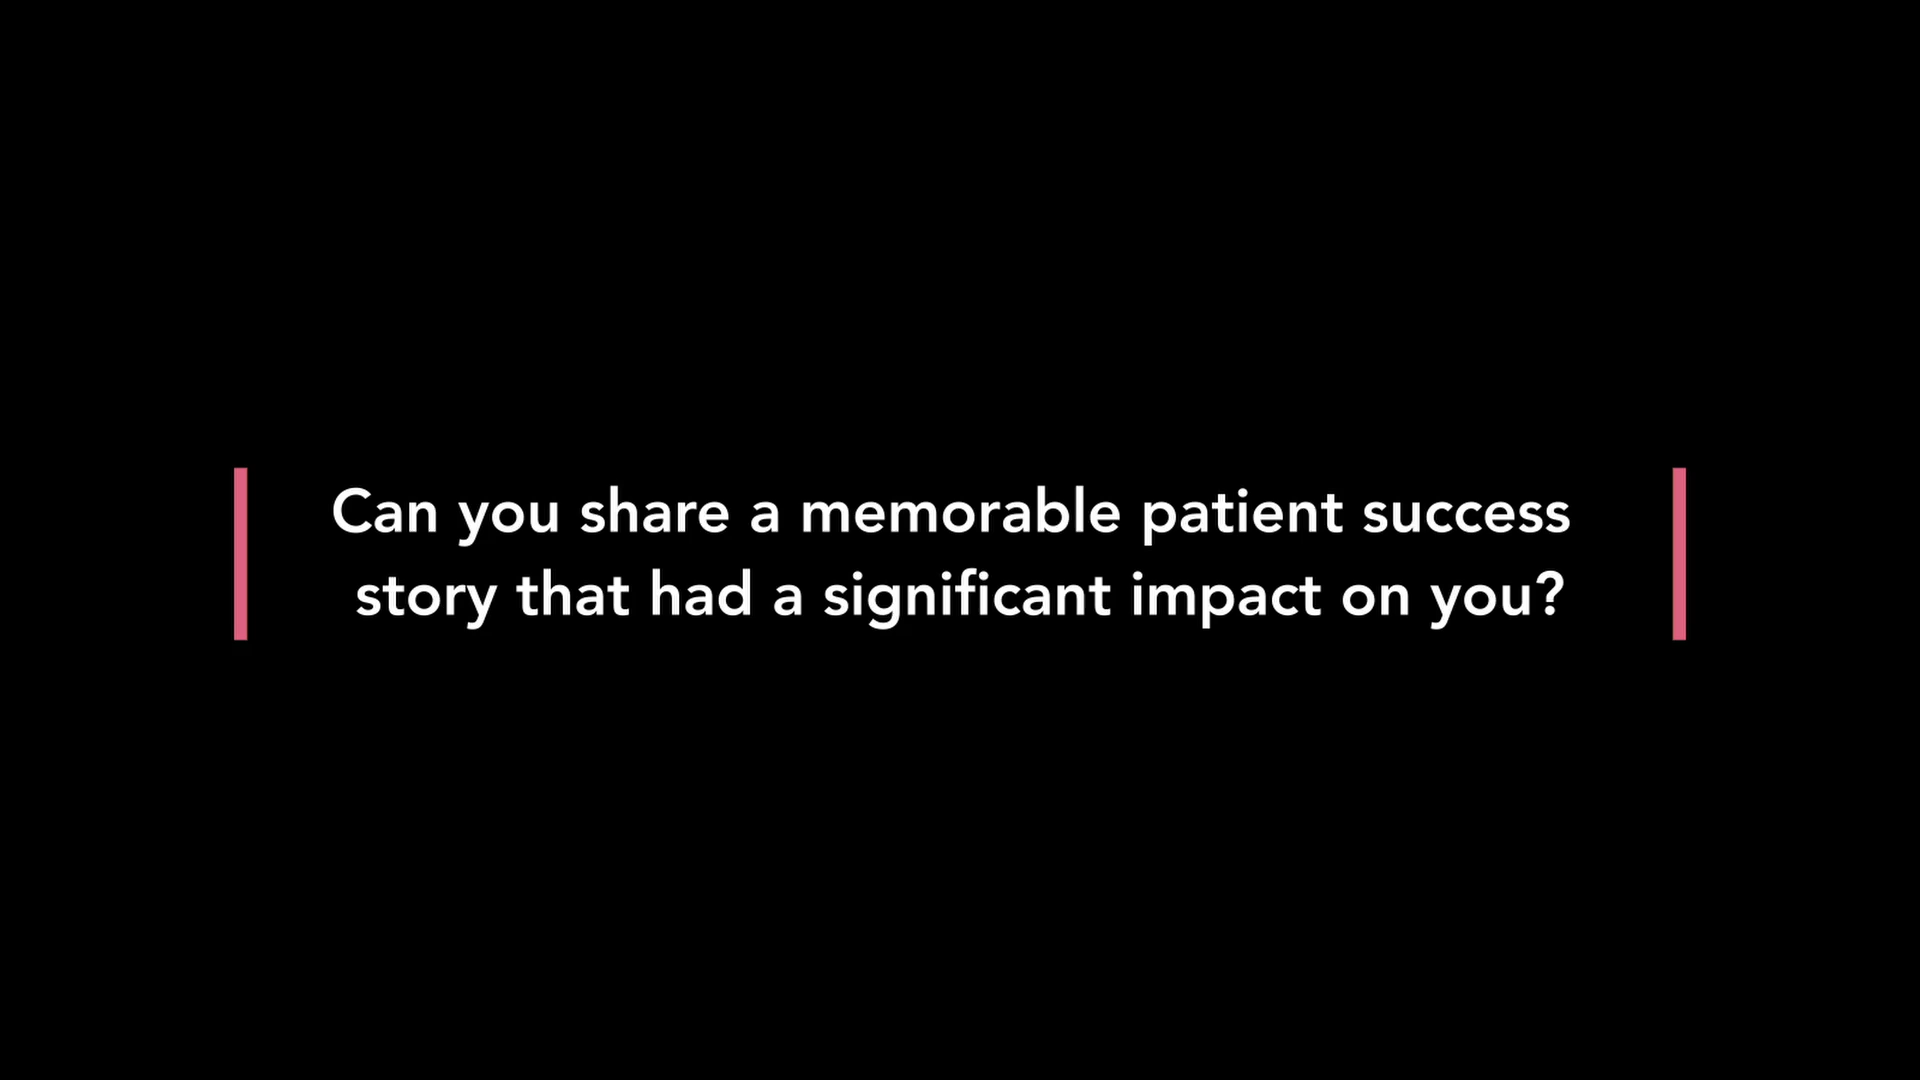 Can you share a memorable patient success
story that had a significant impact on you?